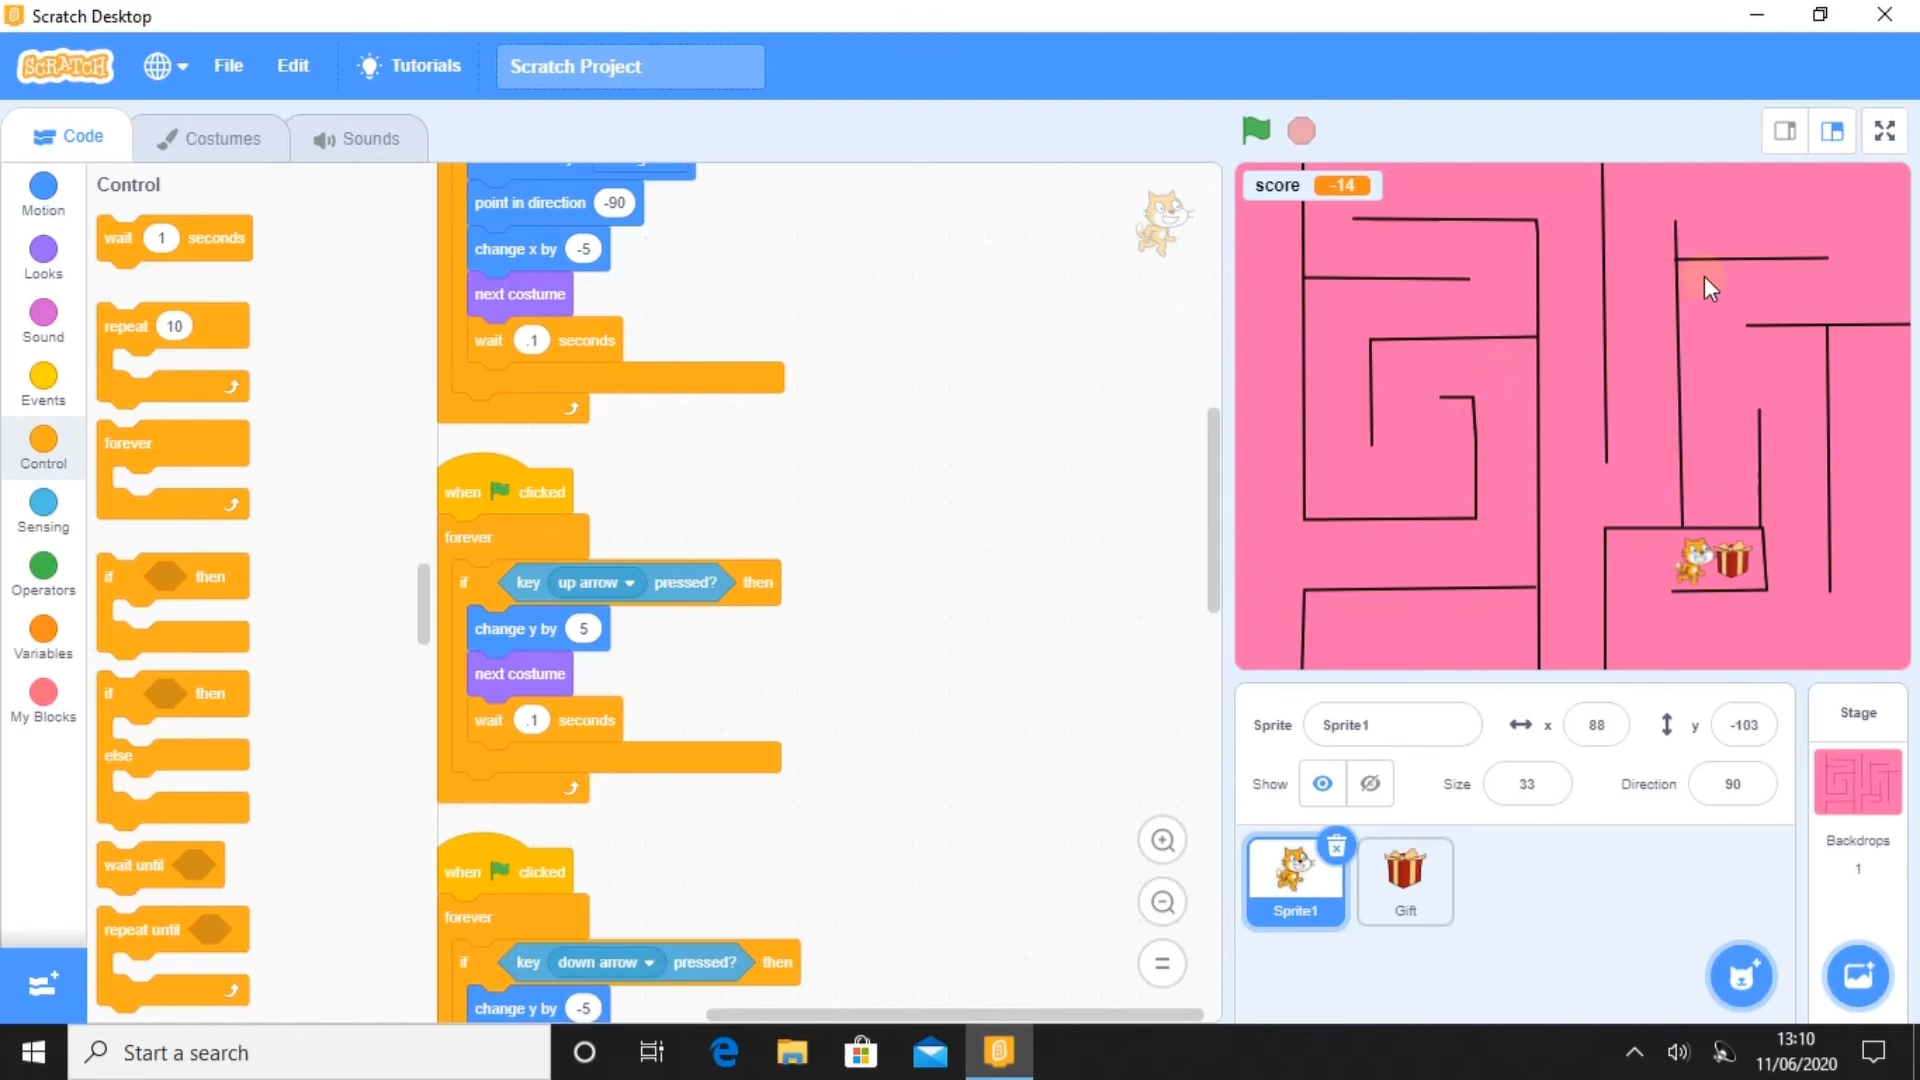 Scratch Desktop
SCRATCH
File
Edit
Tutorials
Scratch Project
Code
Costumes
Sounds
Motion
Looks
Sound
Events
Control
Sensing
Operators
Variables
My Blocks
Control
wait 1 seconds
repeat 10
forever
if then
if then
else
wait until
repeat until
point in direction -90
change x by -5
next costume
wait .1 seconds
when clicked
forever
if key up arrow pressed? then
change y by 5
next costume
wait .1 seconds
when clicked
forever
if key down arrow pressed? then
change y by -5
score -14
Sprite Sprite1 x 88 y -103
Show Size 33 Direction 90
Sprite1
Gift
Stage
Backdrops
1
Start a search
13:10
11/06/2020